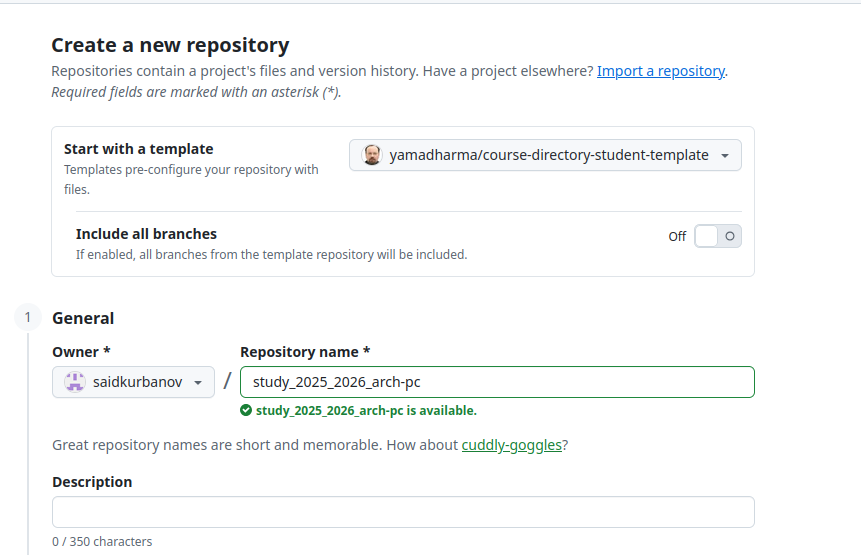 Create a new repository
Repositories contain a project's files and version history. Have a project elsewhere? Import a repository.
Required fields are marked with an asterisk (*).
Start with a template
yamadharma/course-directory-student-template
Templates pre-configure your repository with
files.
Include all branches
Off
If enabled, all branches from the template repository will be included.
1
General
Owner *
Repository name *
saidkurbanov
/
study_2025_2026_arch-pc
study_2025_2026_arch-pc is available.
Great repository names are short and memorable. How about cuddly-goggles?
Description
0 / 350 characters